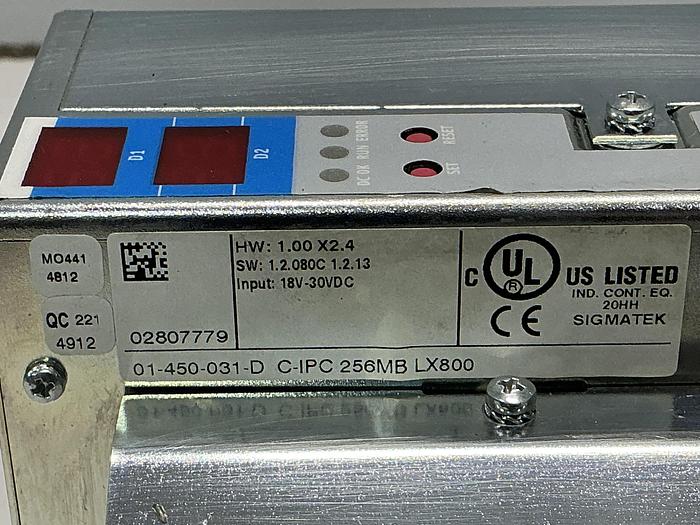 D1
D2
DC OK
RUN
ERROR
RESET
SET
MO441
4812
QC 221
4912
02807779
HW: 1.00 X2.4
SW: 1.2.080C 1.2.13
Input: 18V-30VDC
C UL ® US LISTED
IND. CONT. EQ.
20HH
CE SIGMATEK
01-450-031-D C-IPC 256MB LX800